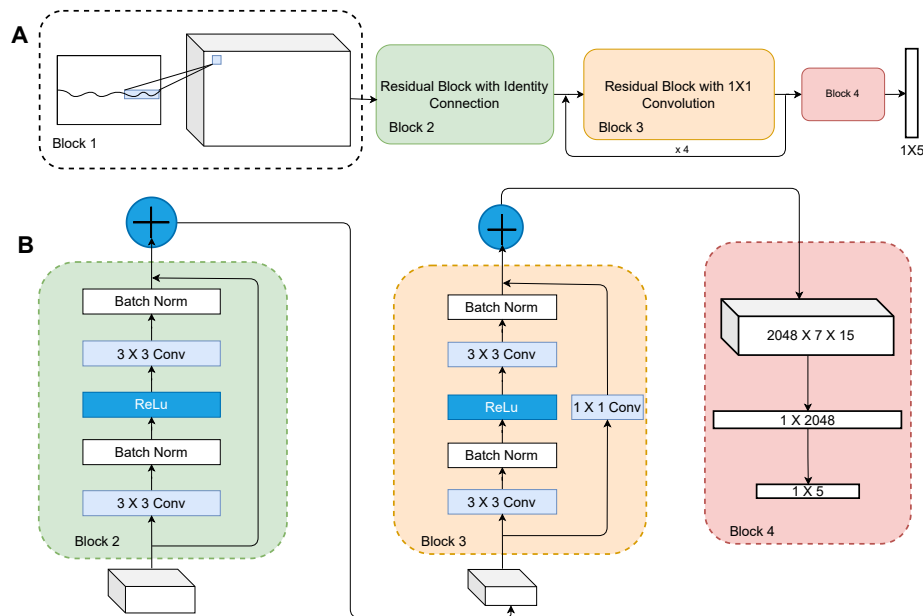 A
Block 1
Residual Block with Identity
Connection
Block 2
Residual Block with 1X1
Convolution
Block 3
x 4
Block 4
1X5
B
Batch Norm
3 X 3 Conv
ReLu
Batch Norm
3 X 3 Conv
Block 2
Batch Norm
3 X 3 Conv
ReLu
1 X 1 Conv
Batch Norm
3 X 3 Conv
Block 3
2048 X 7 X 15
1 X 2048
1 X 5
Block 4